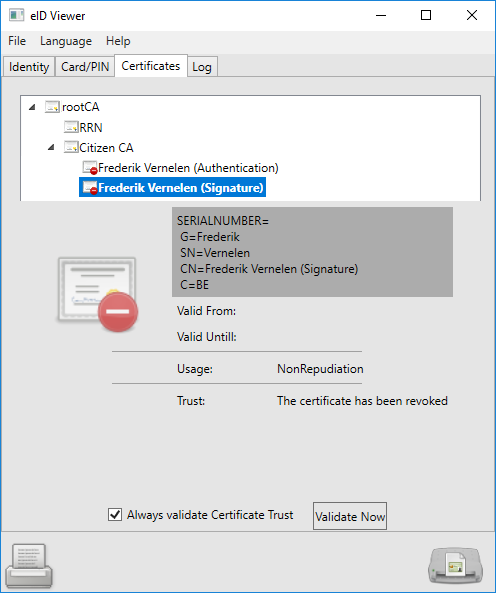 eID Viewer
File Language Help
Identity Card/PIN Certificates Log
rootCA
RRN
Citizen CA
Frederik Vernelen (Authentication)
Frederik Vernelen (Signature)
SERIALNUMBER=
G=Frederik
SN=Vernelen
CN=Frederik Vernelen (Signature)
C=BE
Valid From:
Valid Untill:
Usage: NonRepudiation
Trust: The certificate has been revoked
Always validate Certificate Trust Validate Now